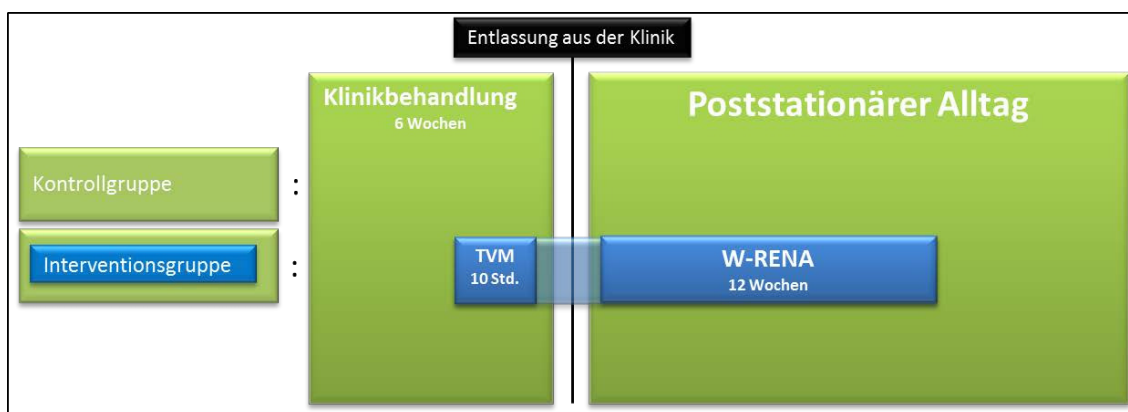 Entlassung aus der Klinik
Klinikbehandlung
6 Wochen
Poststationärer Alltag
Kontrollgruppe :
Interventionsgruppe :
TVM
10 Std.
W-RENA
12 Wochen